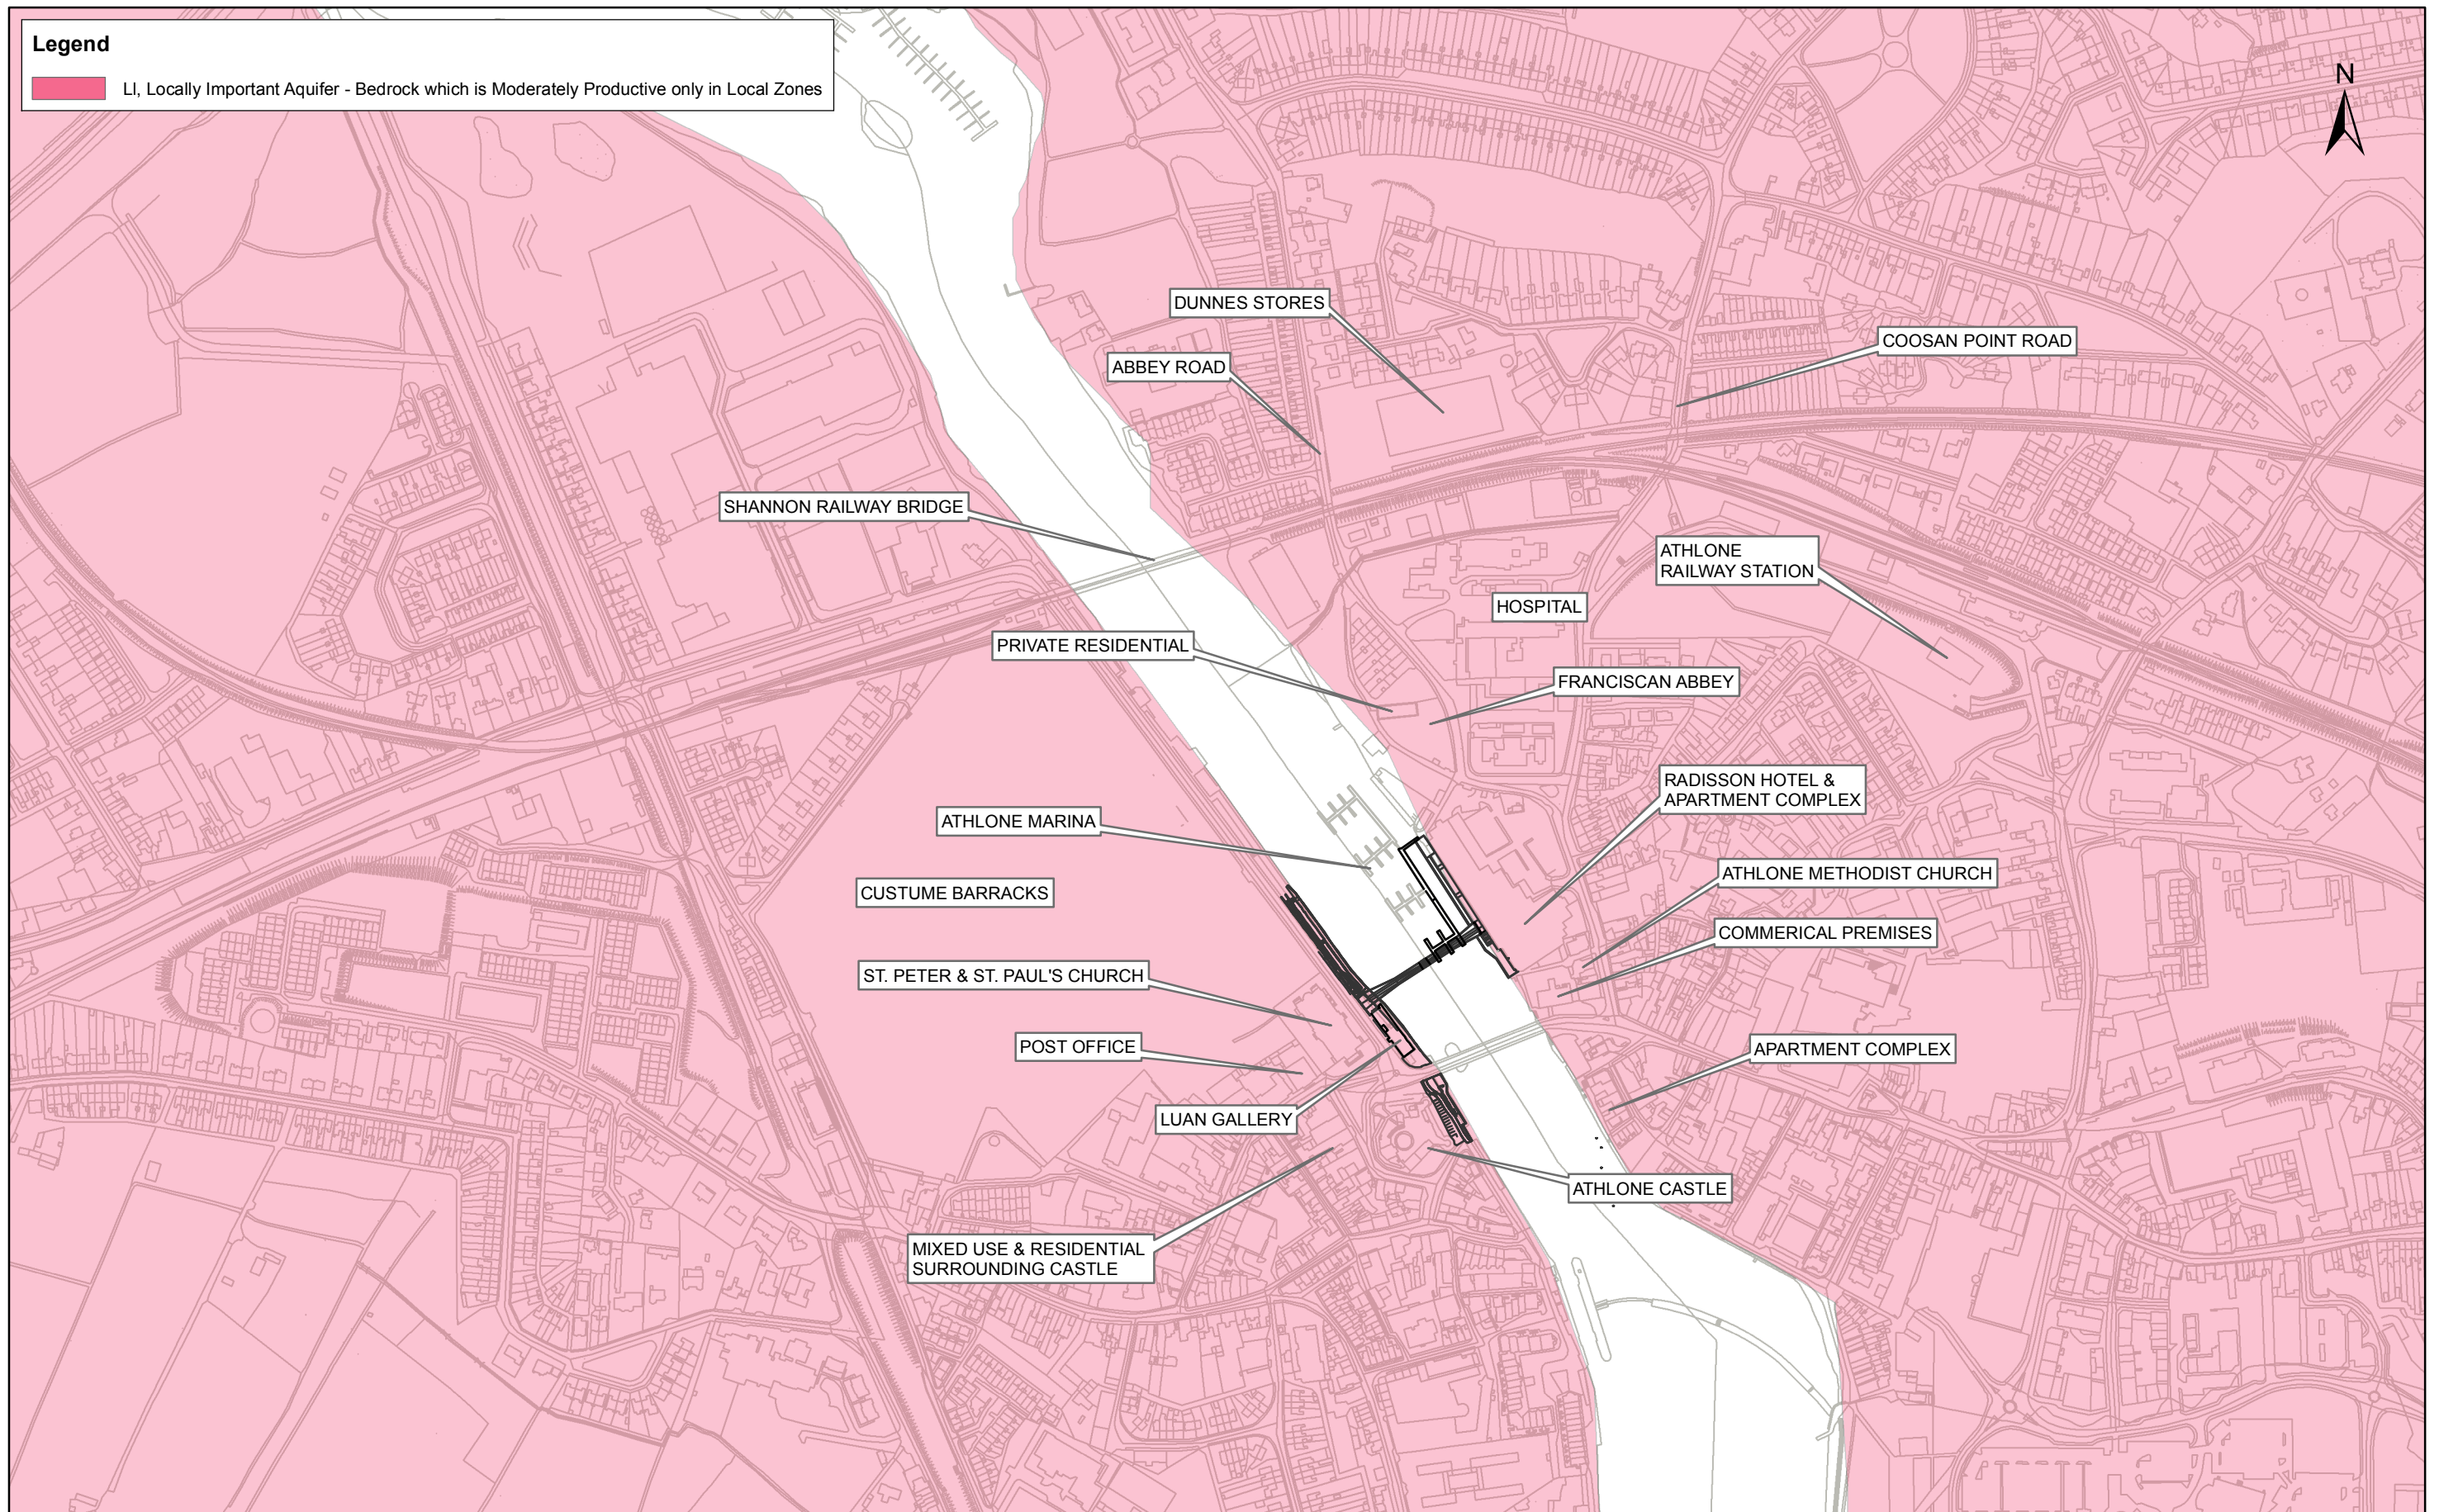 Legend
Ll, Locally Important Aquifer - Bedrock which is Moderately Productive only in Local Zones
N
DUNNES STORES
COOSAN POINT ROAD
ABBEY ROAD
SHANNON RAILWAY BRIDGE
ATHLONE
RAILWAY STATION
HOSPITAL
PRIVATE RESIDENTIAL
FRANCISCAN ABBEY
RADISSON HOTEL &
APARTMENT COMPLEX
ATHLONE MARINA
ATHLONE METHODIST CHURCH
CUSTUME BARRACKS
COMMERICAL PREMISES
ST. PETER & ST. PAUL'S CHURCH
POST OFFICE
APARTMENT COMPLEX
LUAN GALLERY
ATHLONE CASTLE
MIXED USE & RESIDENTIAL
SURROUNDING CASTLE